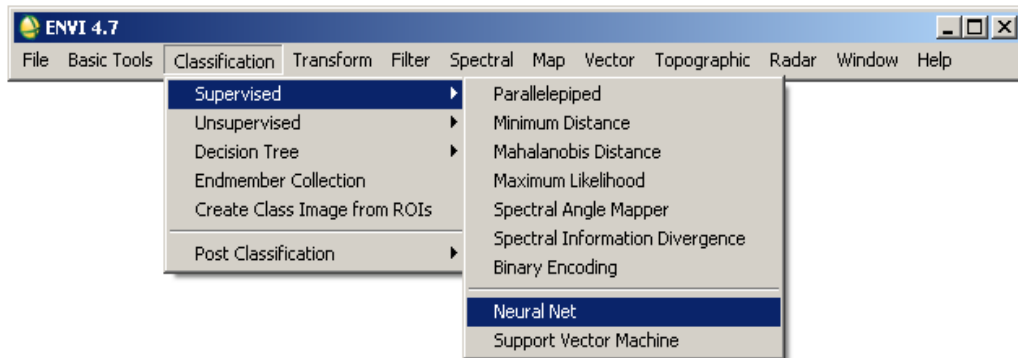 ENVI 4.7
File Basic Tools Classification Transform Filter Spectral Map Vector Topographic Radar Window Help
Supervised
Unsupervised
Decision Tree
Endmember Collection
Create Class Image from ROIs
Post Classification
Parallelepiped
Minimum Distance
Mahalanobis Distance
Maximum Likelihood
Spectral Angle Mapper
Spectral Information Divergence
Binary Encoding
Neural Net
Support Vector Machine